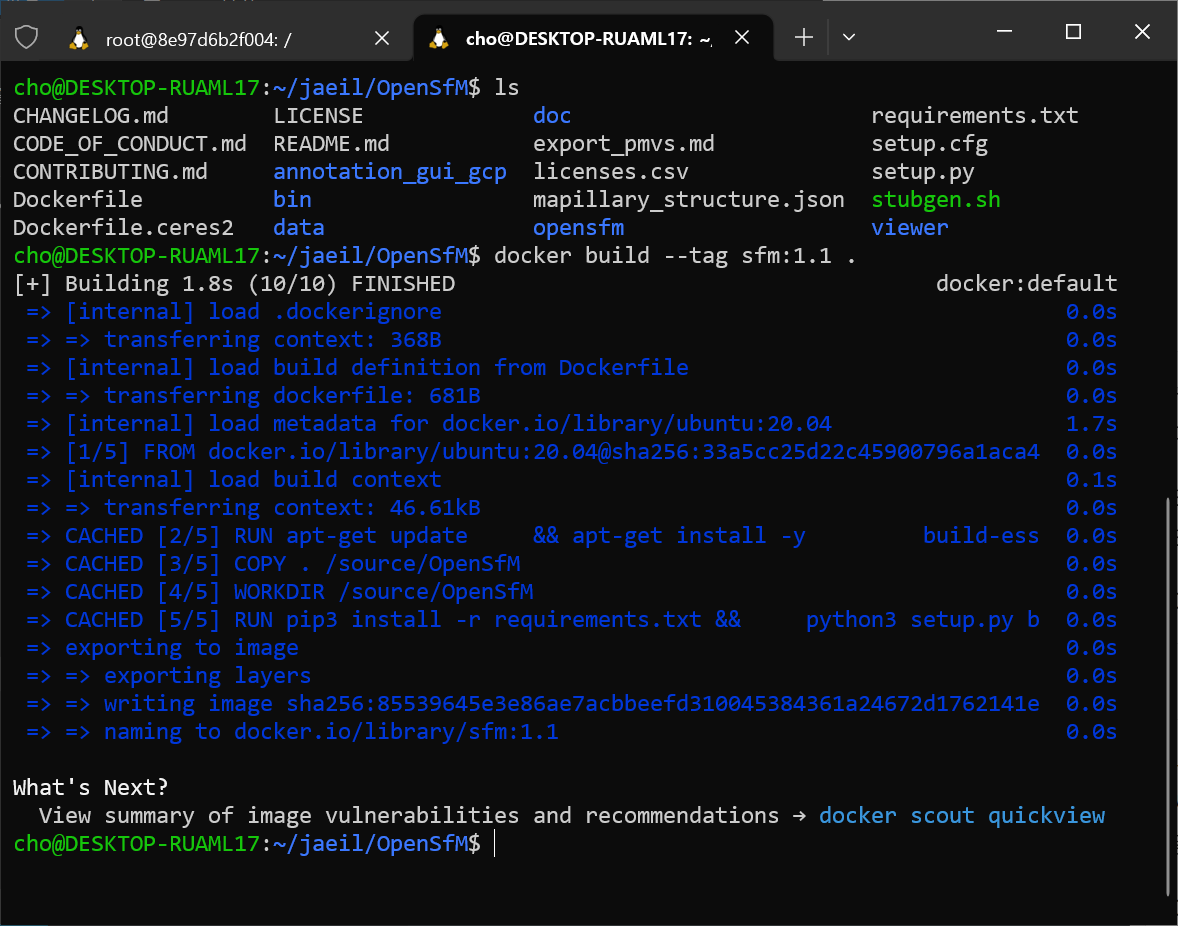 root@8e97d6b2f004: /
cho@DESKTOP-RUAML17: ~,
cho@DESKTOP-RUAML17:~/jaeil/OpenSfM$ ls
CHANGELOG.md LICENSE doc requirements.txt
CODE_OF_CONDUCT.md README.md export_pmvs.md setup.cfg
CONTRIBUTING.md annotation_gui_gcp licenses.csv setup.py
Dockerfile bin mapillary_structure.json stubgen.sh
Dockerfile.ceres2 data opensfm viewer
cho@DESKTOP-RUAML17:~/jaeil/OpenSfM$ docker build --tag sfm:1.1 .
[+] Building 1.8s (10/10) FINISHED docker:default
=> [internal] load .dockerignore 0.0s
=> => transferring context: 368B 0.0s
=> [internal] load build definition from Dockerfile 0.0s
=> => transferring dockerfile: 681B 0.0s
=> [internal] load metadata for docker.io/library/ubuntu:20.04 1.7s
=> [1/5] FROM docker.io/library/ubuntu:20.04@sha256:33a5cc25d22c45900796a1aca4 0.0s
=> [internal] load build context 0.1s
=> => transferring context: 46.61kB 0.0s
=> CACHED [2/5] RUN apt-get update && apt-get install -y build-ess 0.0s
=> CACHED [3/5] COPY . /source/OpenSfM 0.0s
=> CACHED [4/5] WORKDIR /source/OpenSfM 0.0s
=> CACHED [5/5] RUN pip3 install -r requirements.txt && python3 setup.py b 0.0s
=> exporting to image 0.0s
=> => exporting layers 0.0s
=> => writing image sha256:85539645e3e86ae7acbbeefd310045384361a24672d1762141e 0.0s
=> => naming to docker.io/library/sfm:1.1 0.0s
What's Next?
View summary of image vulnerabilities and recommendations → docker scout quickview
cho@DESKTOP-RUAML17:~/jaeil/OpenSfM$